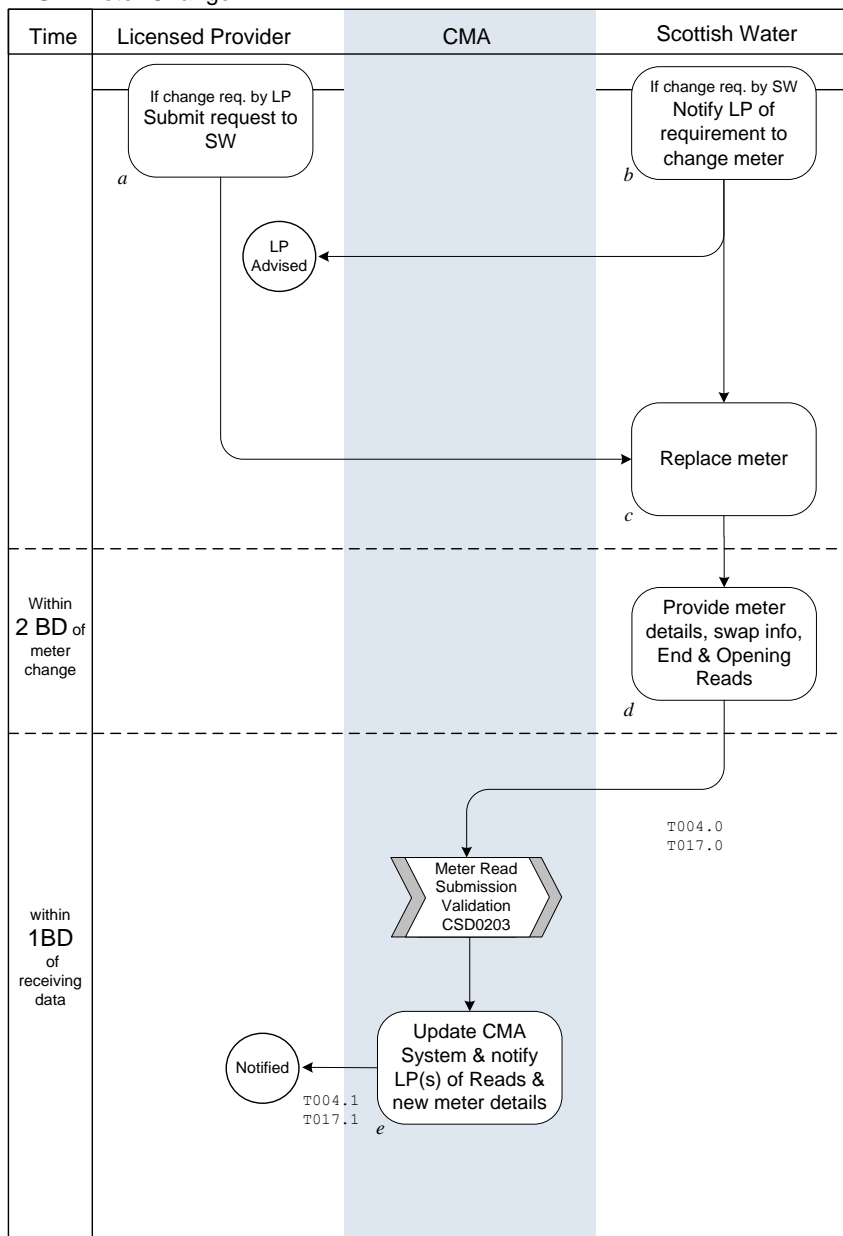 Time
Licensed Provider
CMA
Scottish Water
If change req. by LP
Submit request to
SW
a
If change req. by SW
Notify LP of
requirement to
change meter
b
LP
Advised
Replace meter
c
Within
2 BD of
meter
change
Provide meter
details, swap info,
End & Opening
Reads
d
T004.0
T017.0
within
1BD
of
receiving
data
Meter Read
Submission
Validation
CSD0203
Update CMA
System & notify
LP(s) of Reads &
new meter details
e
Notified
T004.1
T017.1